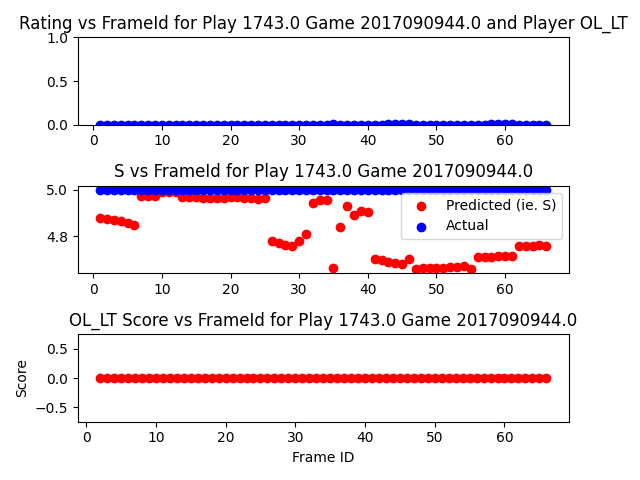 Rating vs FrameId for Play 1743.0 Game 2017090944.0 and Player OL_LT
1.0
0.5
0.0
0 10 20 30 40 50 60
S vs FrameId for Play 1743.0 Game 2017090944.0
5.0
4.8
Predicted (ie. S)
Actual
0 10 20 30 40 50 60
OL_LT Score vs FrameId for Play 1743.0 Game 2017090944.0
Score
0.5
0.0
−0.5
0 10 20 30 40 50 60
Frame ID